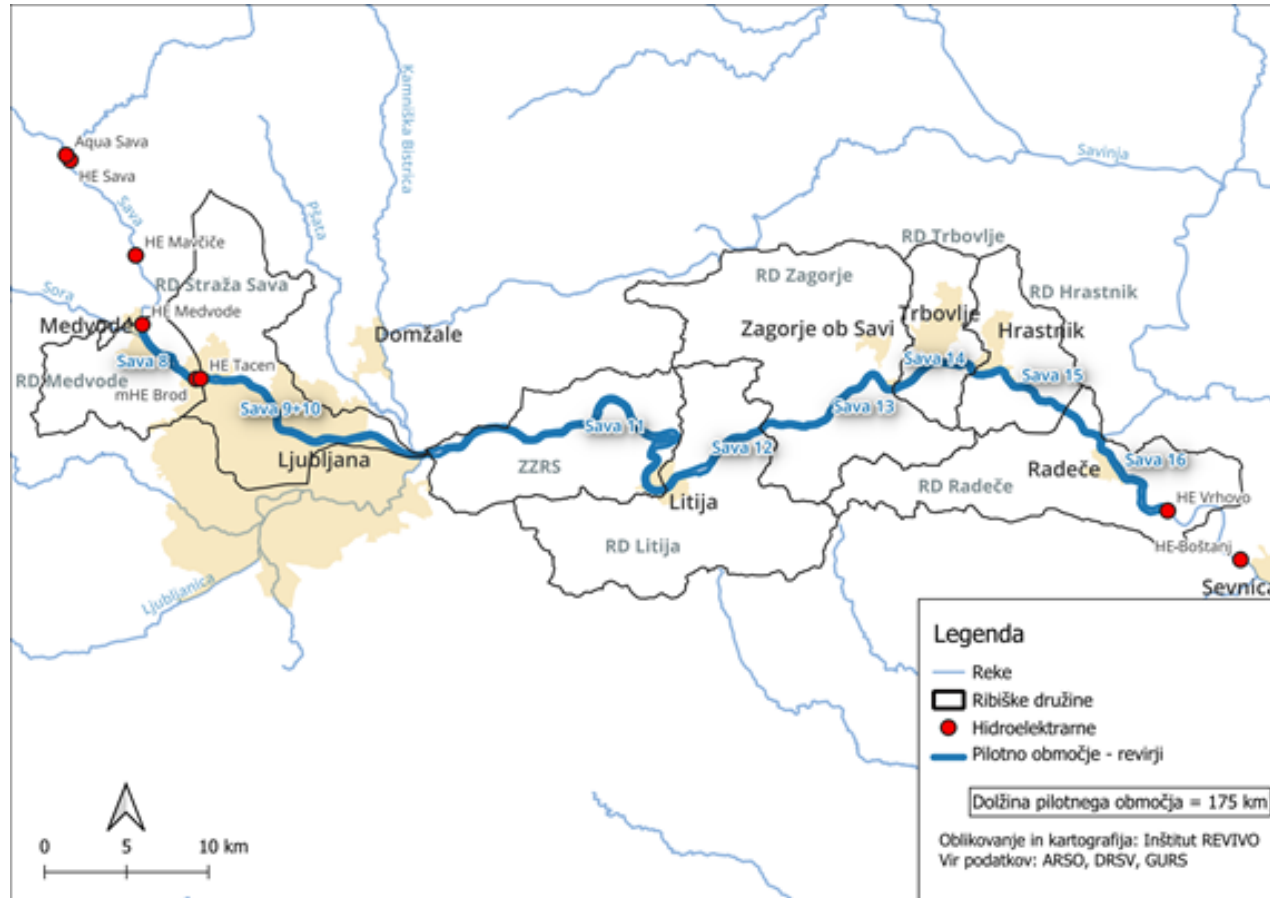 Kamniška Bistrica
Aqua Sava
HE Sava
Pšata
Savinja
Sava
HE Mavčiče
RD Trbovlje
RD Straža Sava
RD Zagorje
RD Hrastnik
Sora
HE Medvode
Medvode
Domžale
Zagorje ob Savi
Trbovlje
Hrastnik
Sava 8
HE Tacen
Sava 14
RD Medvode
mHE Brod
Sava 15
Sava 9+10
Sava 13
Sava 11
Sava 12
Ljubljana
ZZRS
Radeče
Sava 16
RD Radeče
Litija
HE Vrhovo
RD Litija
HE Boštanj
Ljubljanica
Sevnica
Legenda
Reke
Ribiške družine
Hidroelektrarne
Pilotno območje - revirji
Dolžina pilotnega območja = 175 km
Oblikovanje in kartografija: Inštitut REVIVO
Vir podatkov: ARSO, DRSV, GURS
0 5 10 km